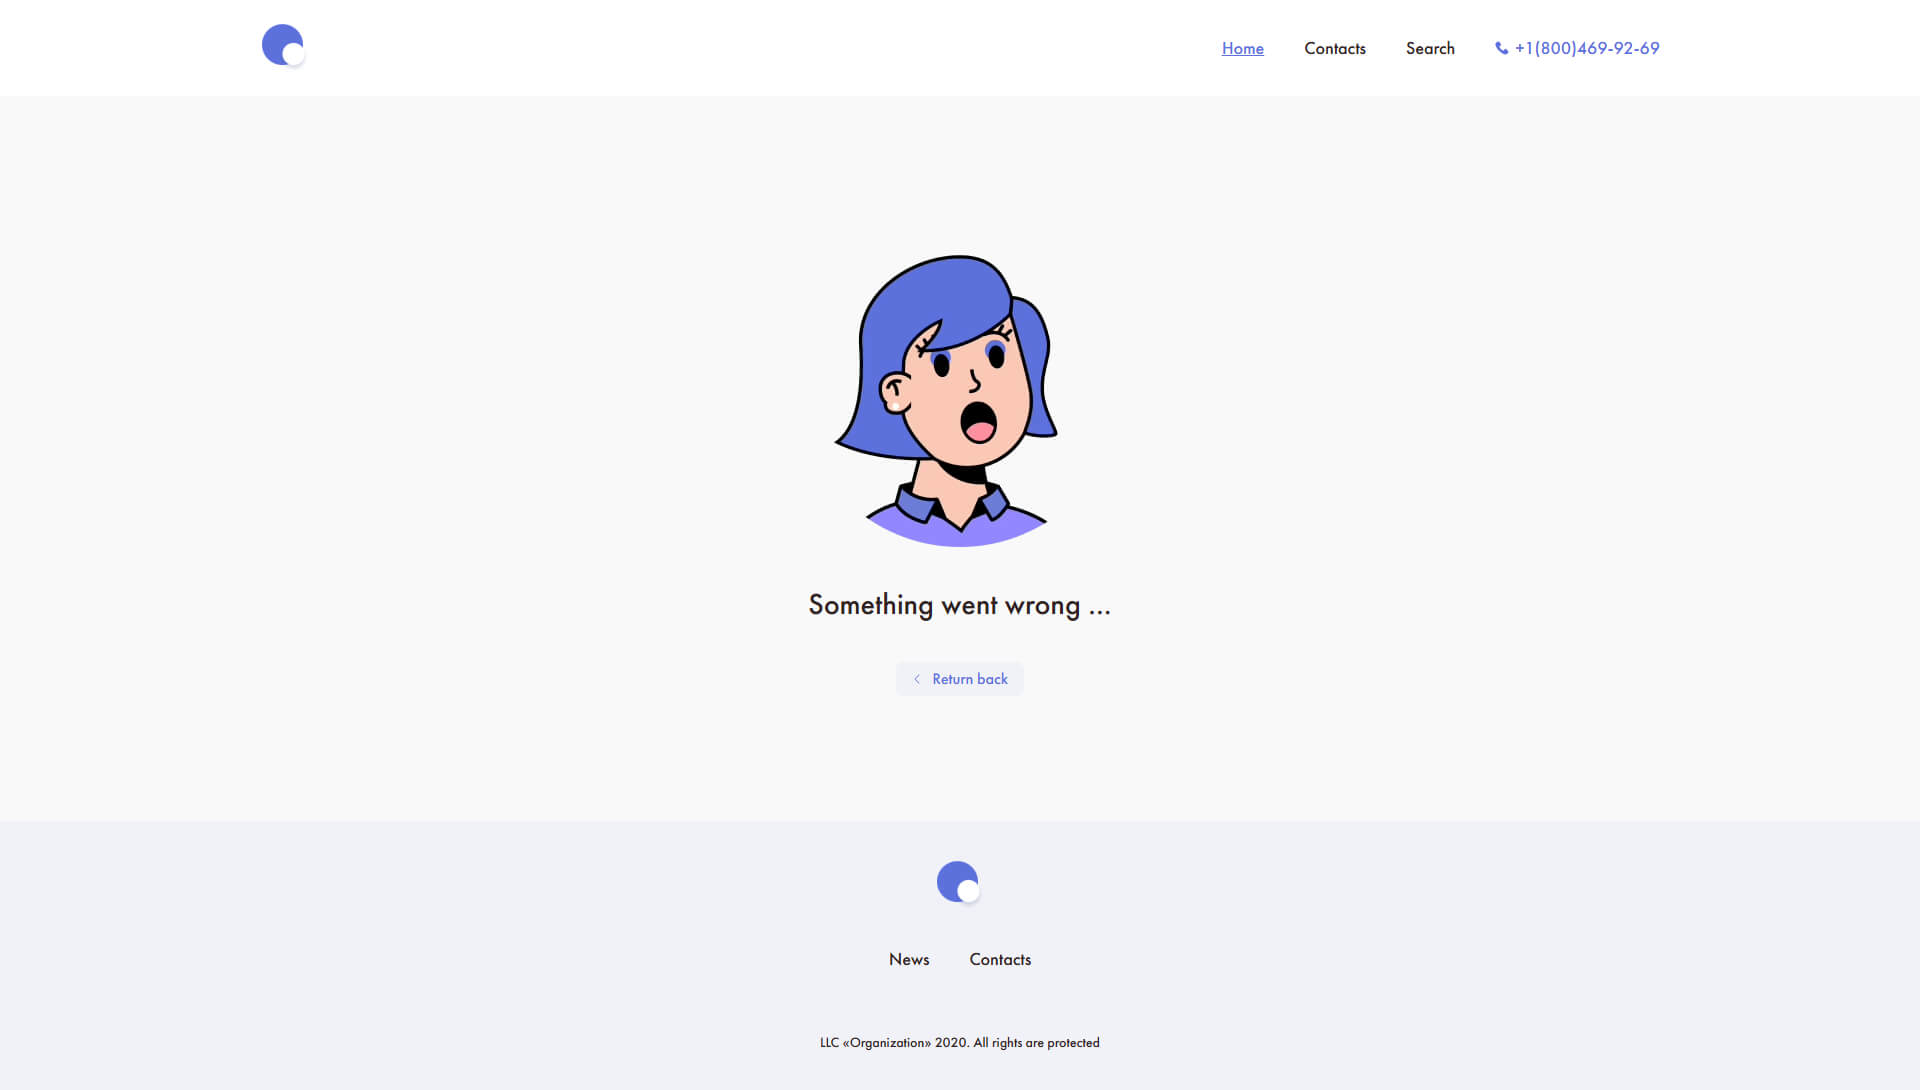 Home Contacts Search +1(800)469-92-69
Something went wrong ...
Return back
News Contacts
LLC «Organization» 2020. All rights are protected